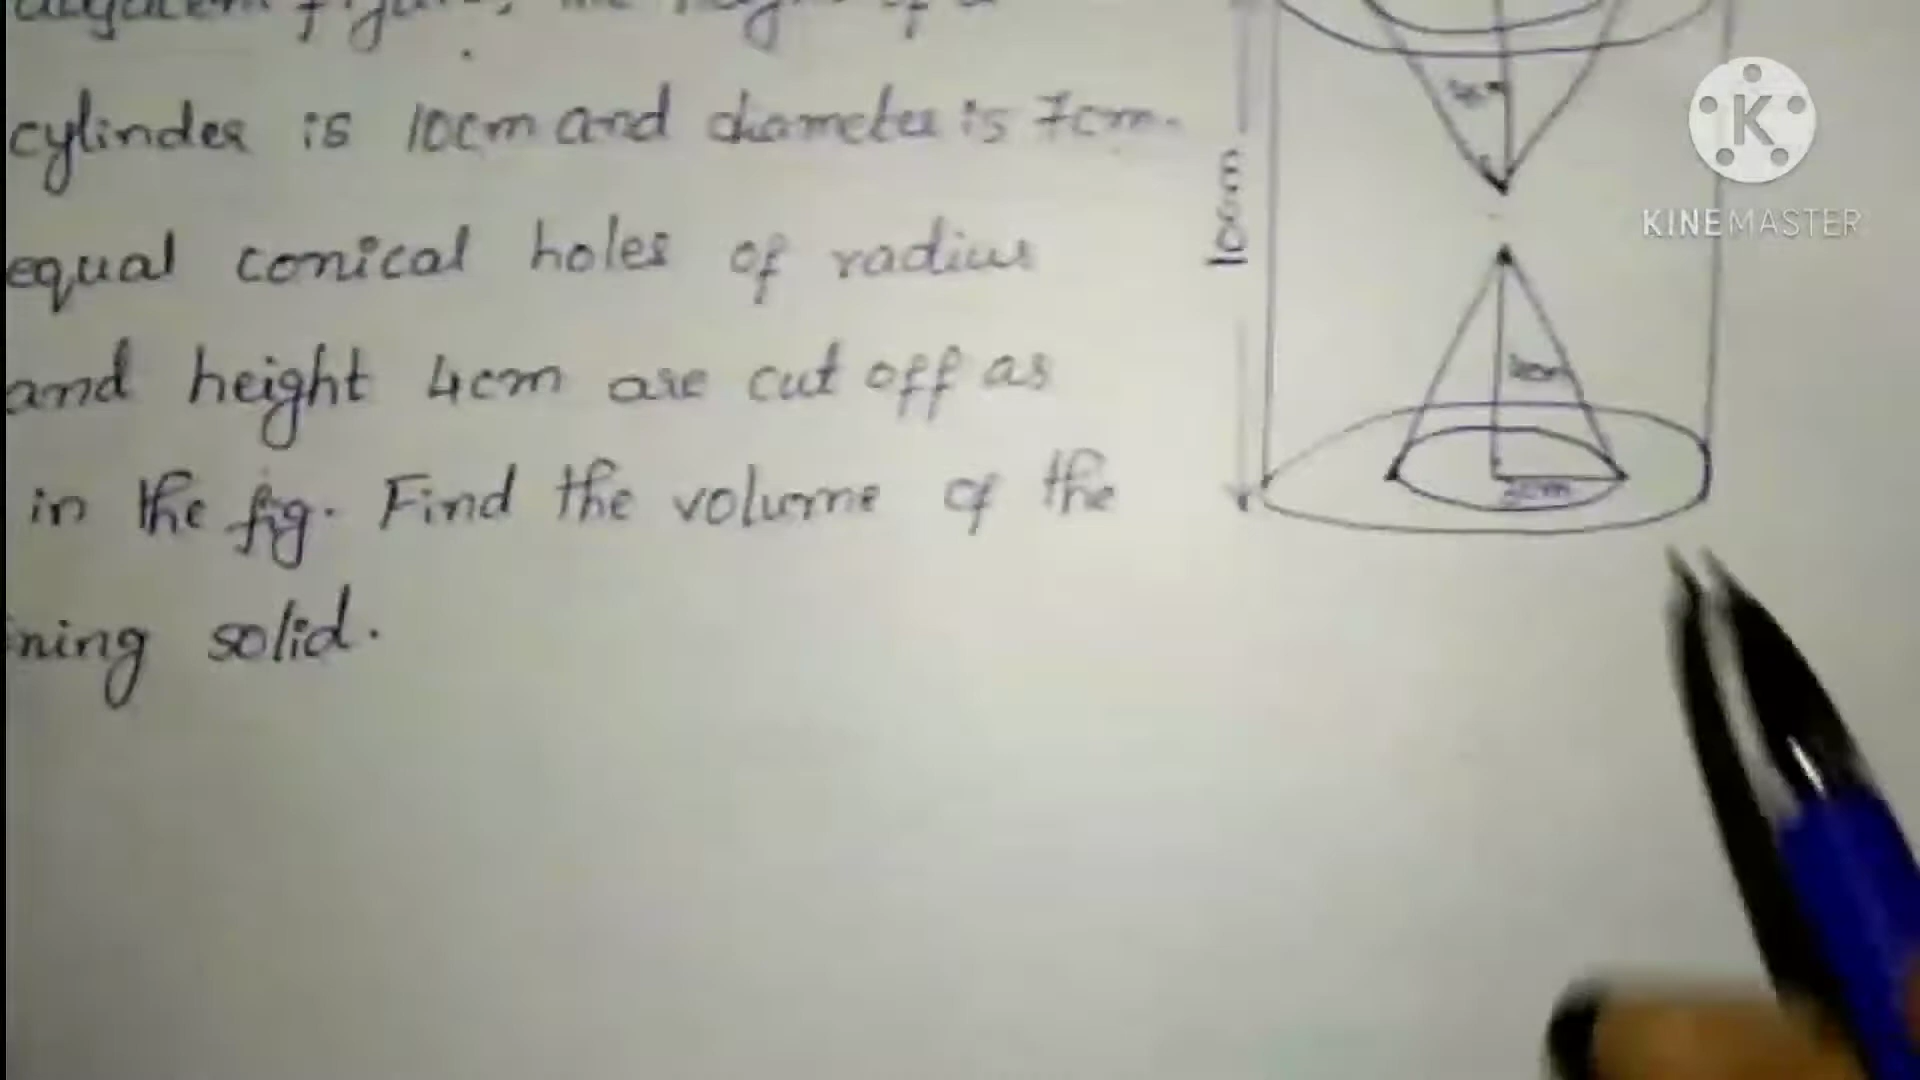 cylinder is 10cm and diameter is 7cm.
equal conical holes of radius
and height 4cm are cut off as
in the fig. Find the volume of the
ning solid.
10cm
K
KINEMASTER